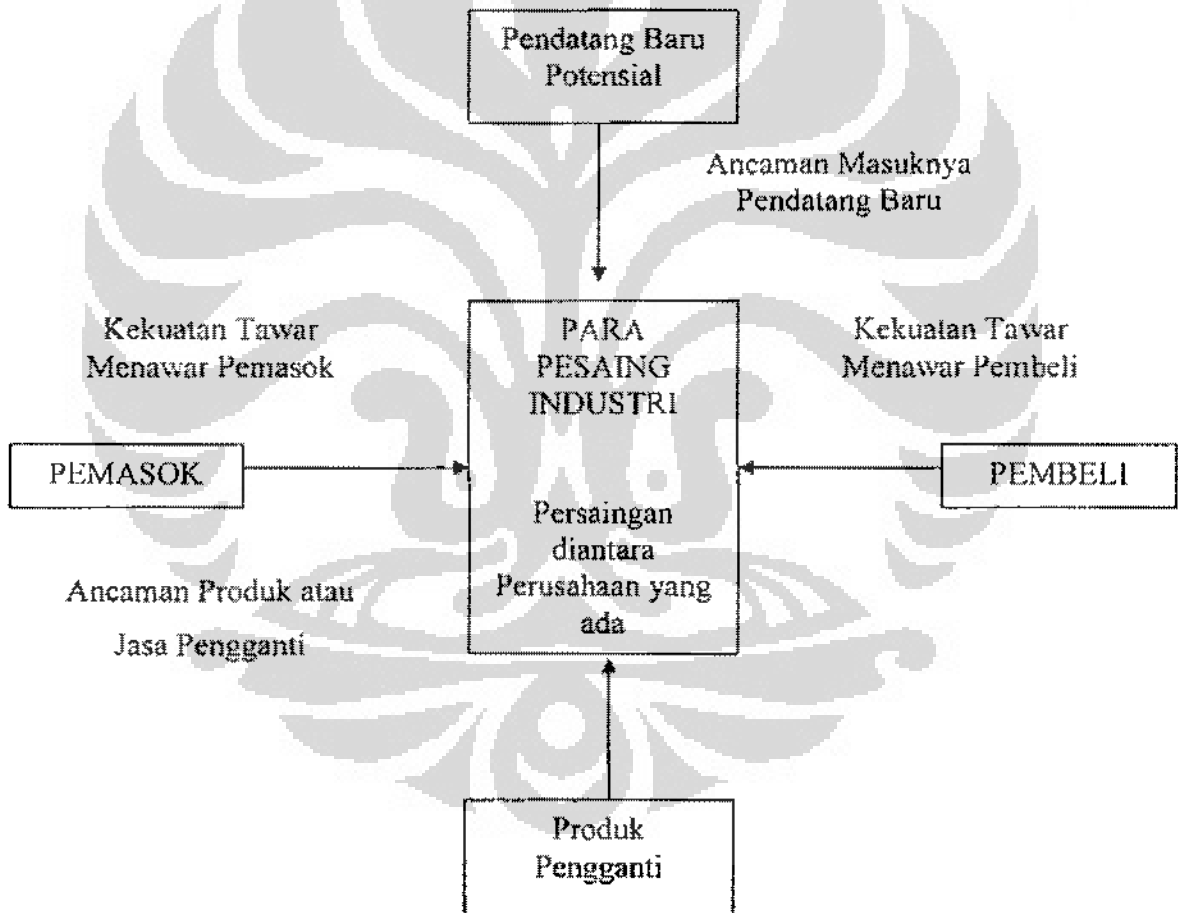 Pendatang Baru
Potensial
Ancaman Masuknya
Pendatang Baru
Kekuatan Tawar
Menawar Pemasok
PARA
PESAING
INDUSTRI
Kekuatan Tawar
Menawar Pembeli
PEMASOK
PEMBELI
Persaingan
diantara
Perusahaan yang
ada
Ancaman Produk atau
Jasa Pengganti
Produk
Pengganti